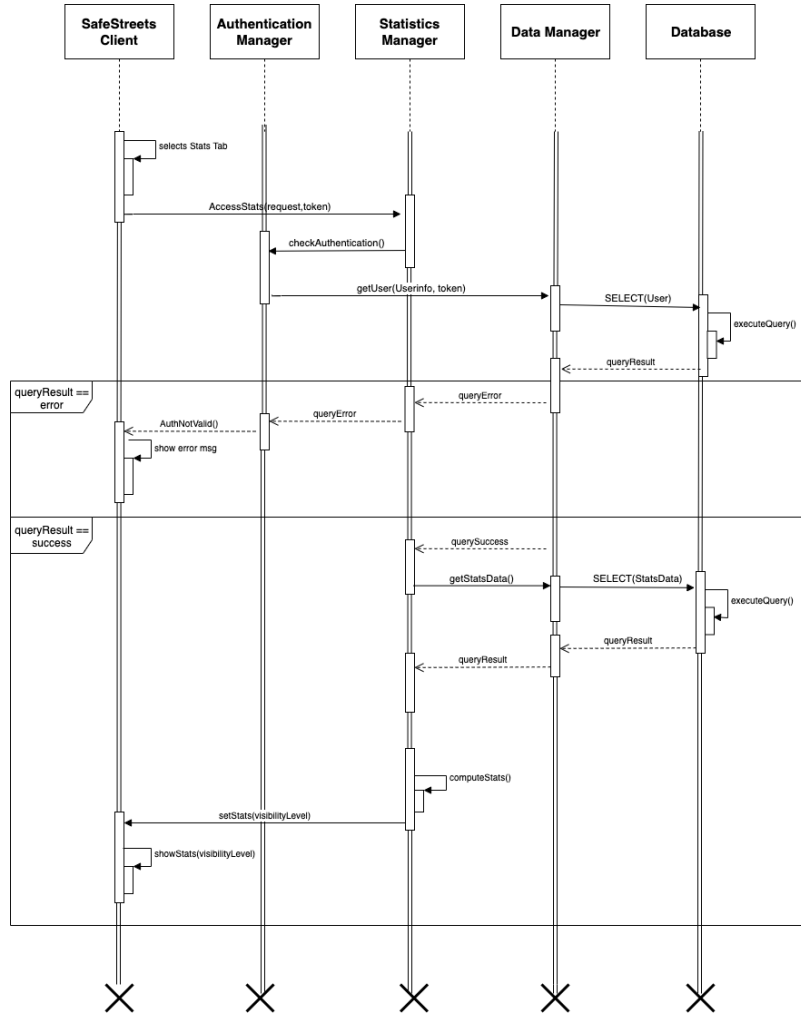 SafeStreets
Client
Authentication
Manager
Statistics
Manager
Data Manager
Database
selects Stats Tab
AccessStats(request,token)
checkAuthentication()
getUser(Userinfo, token)
SELECT(User)
executeQuery()
queryResult
queryResult ==
error
queryError
queryError
AuthNotValid()
show error msg
queryResult ==
success
querySuccess
getStatsData()
SELECT(StatsData)
executeQuery()
queryResult
queryResult
computeStats()
setStats(visibilityLevel)
showStats(visibilityLevel)